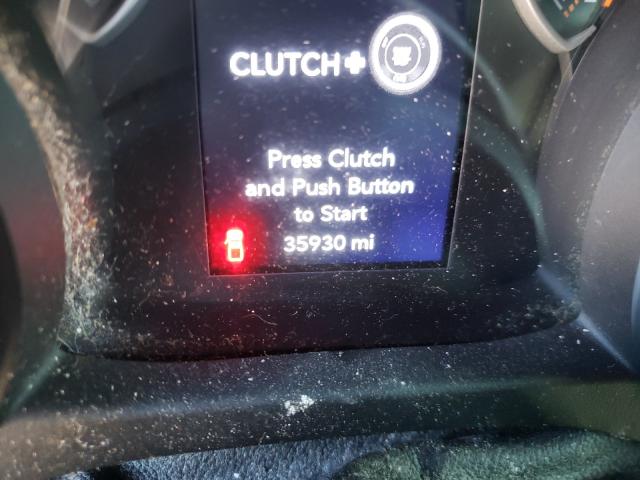 CLUTCH+
Press Clutch
and Push Button
to Start
35930 mi